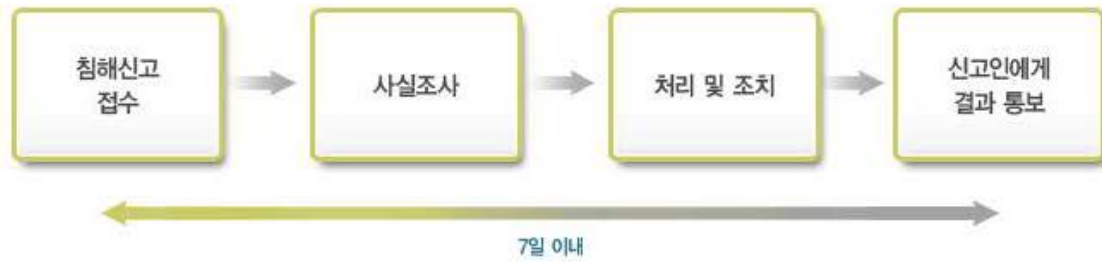 침해신고
접수
사실조사
처리 및 조치
신고인에게
결과 통보
7일 이내